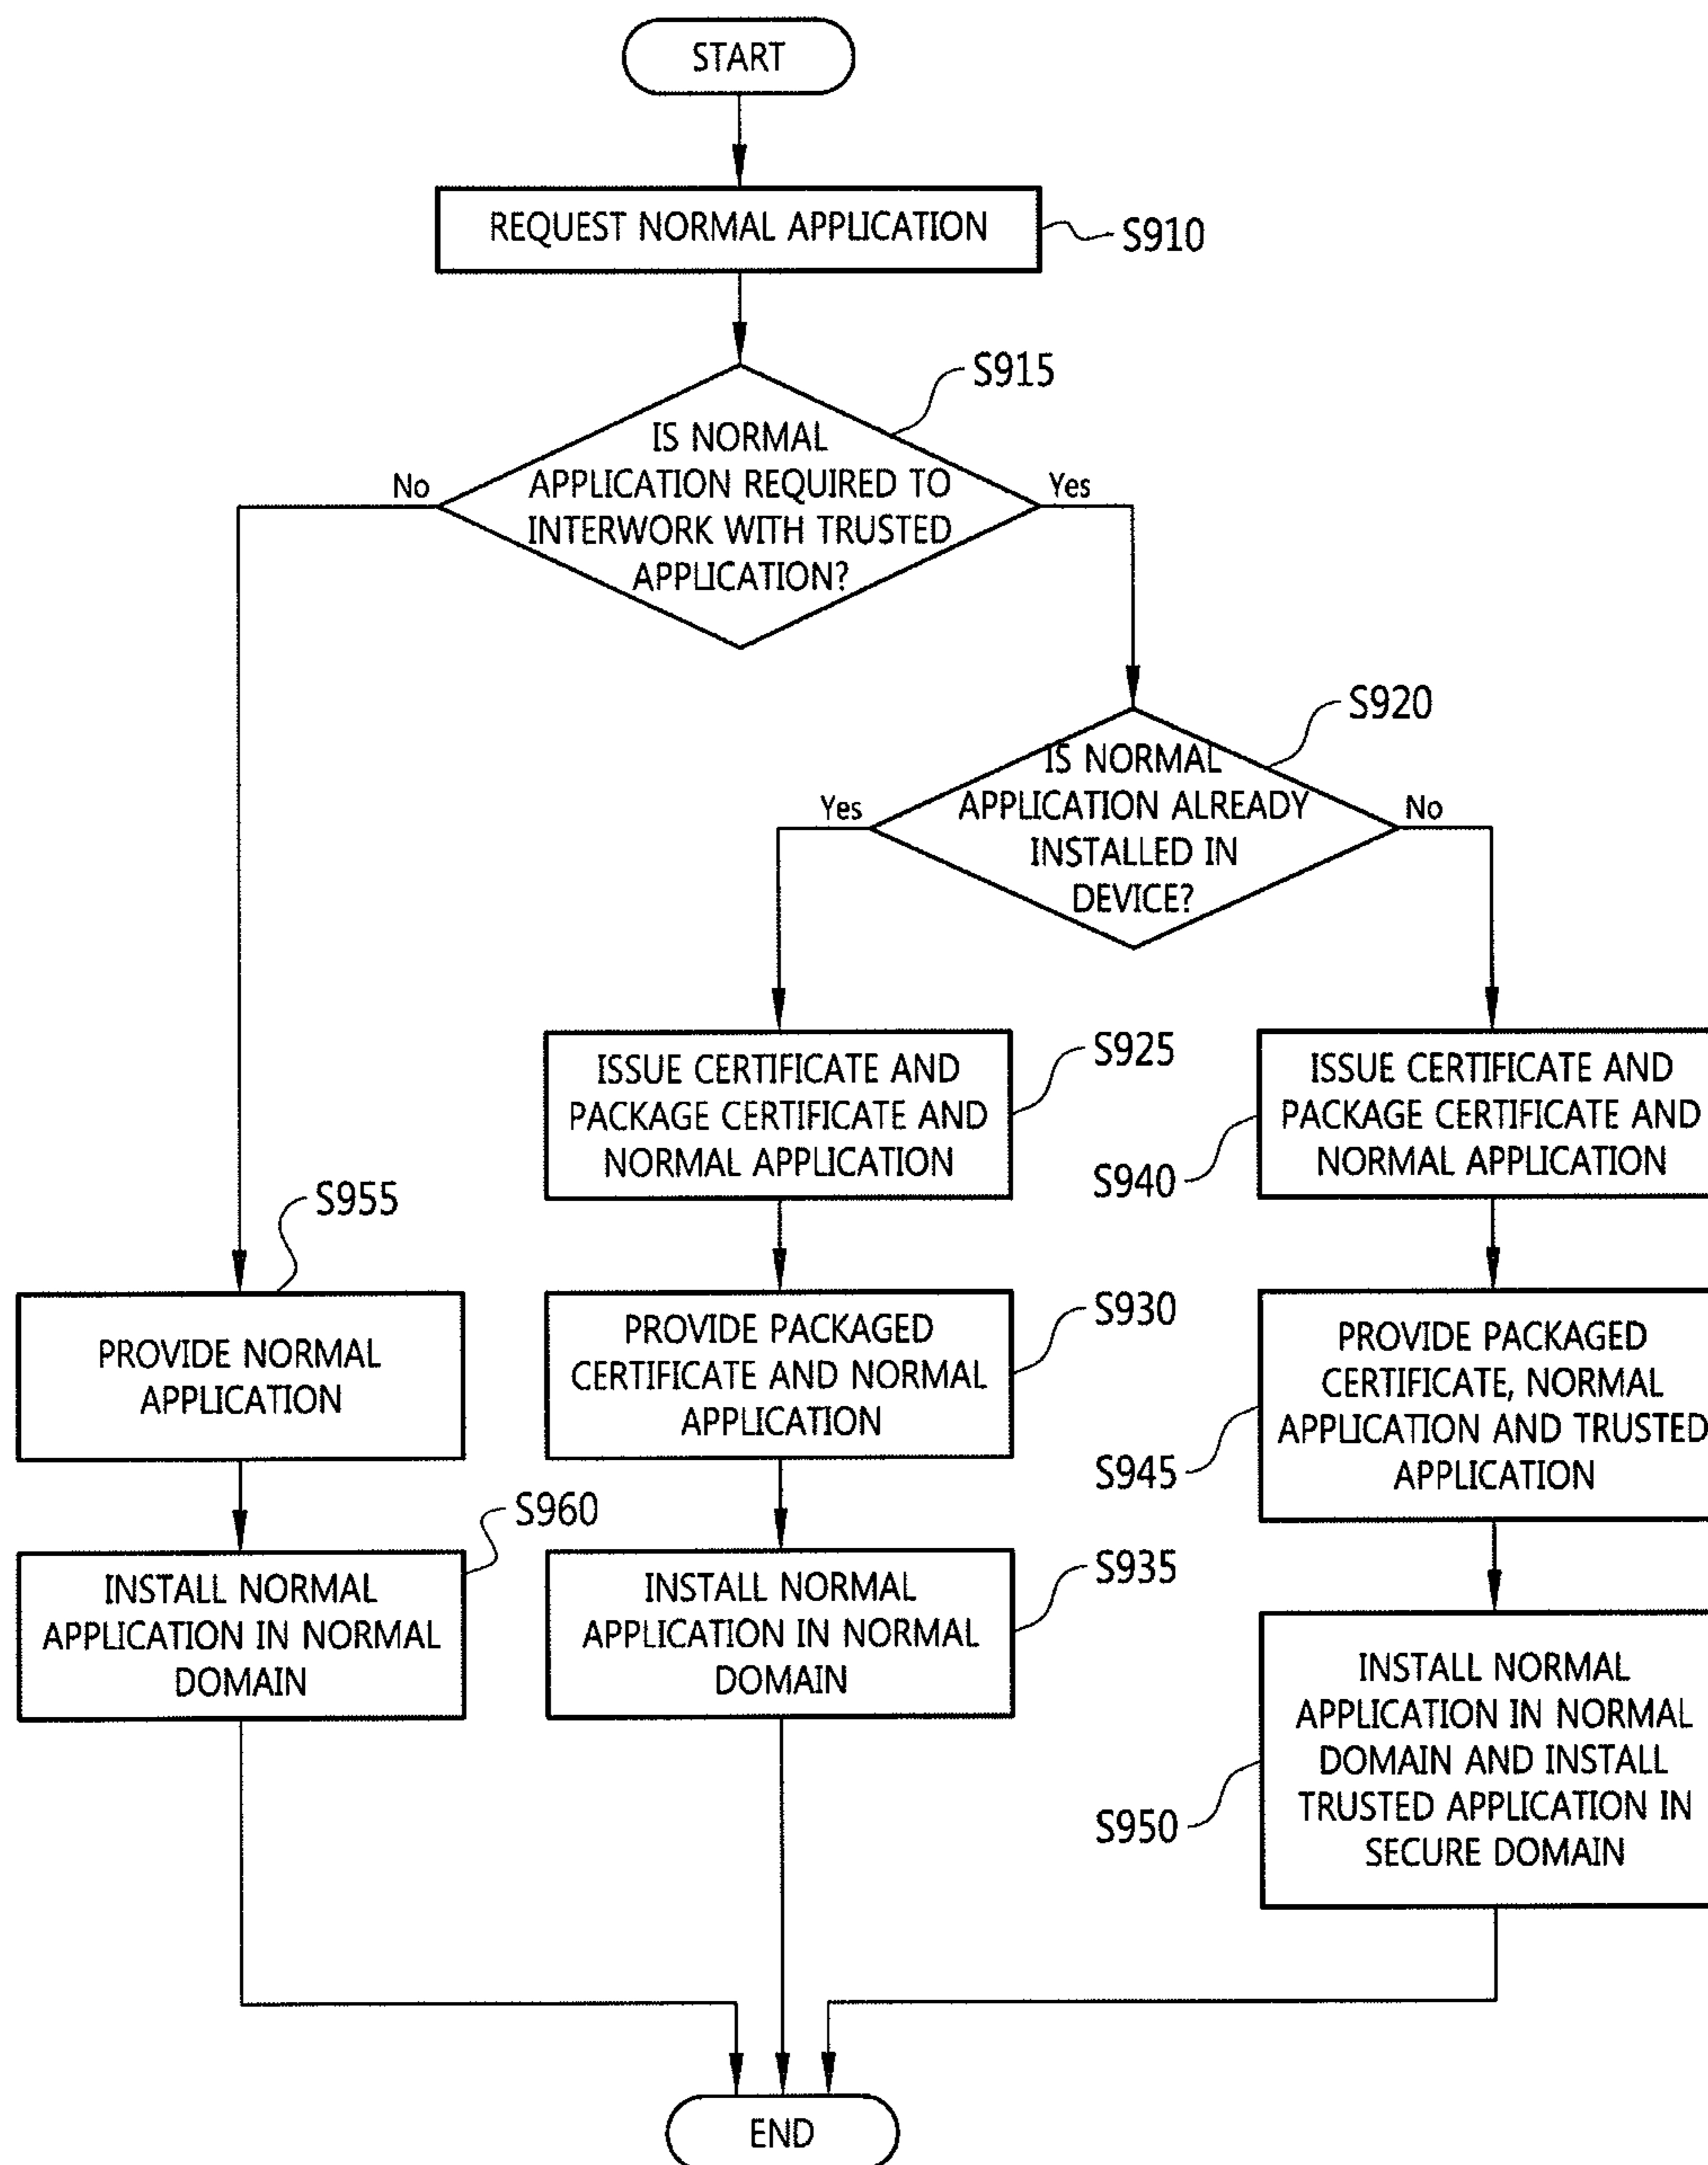 START
REQUEST NORMAL APPLICATION
S910
S915
IS NORMAL
APPLICATION REQUIRED TO
INTERWORK WITH TRUSTED
APPLICATION?
No
Yes
S920
IS NORMAL
APPLICATION ALREADY
INSTALLED IN
DEVICE?
Yes
No
ISSUE CERTIFICATE AND
PACKAGE CERTIFICATE AND
NORMAL APPLICATION
S925
ISSUE CERTIFICATE AND
PACKAGE CERTIFICATE AND
NORMAL APPLICATION
S940
S955
PROVIDE NORMAL
APPLICATION
PROVIDE PACKAGED
CERTIFICATE AND NORMAL
APPLICATION
S930
PROVIDE PACKAGED
CERTIFICATE, NORMAL
APPLICATION AND TRUSTED
APPLICATION
S945
S960
INSTALL NORMAL
APPLICATION IN NORMAL
DOMAIN
INSTALL NORMAL
APPLICATION IN NORMAL
DOMAIN
S935
INSTALL NORMAL
APPLICATION IN NORMAL
DOMAIN AND INSTALL
TRUSTED APPLICATION IN
SECURE DOMAIN
S950
END